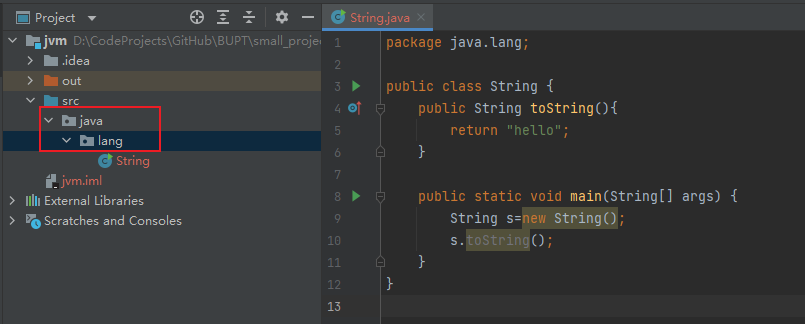 Project
jvm D:\CodeProjects\GitHub\BUPT\small_proje
.idea
out
src
java
lang
String
jvm.iml
External Libraries
Scratches and Consoles
String.java
1 package java.lang;
2
3 public class String {
4 public String toString(){
5 return "hello";
6 }
7
8 public static void main(String[] args) {
9 String s=new String();
10 s.toString();
11 }
12 }
13